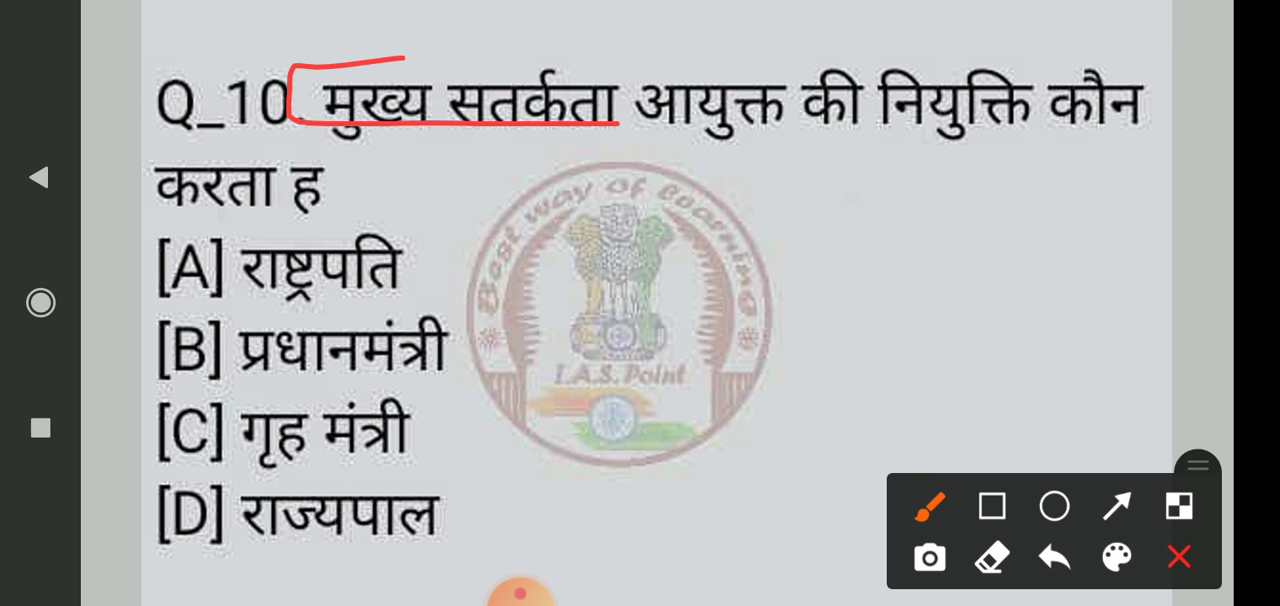 Q_10. मुख्य सतर्कता आयुक्त की नियुक्ति कौन
करता ह
[A] राष्ट्रपति
[B] प्रधानमंत्री
[C] गृह मंत्री
[D] राज्यपाल
Best way of Learning
I.A.S. Point